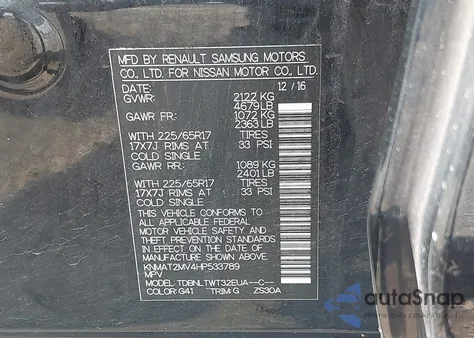 MFD BY RENAULT SAMSUNG MOTORS
CO., LTD. FOR NISSAN MOTOR CO., LTD.
DATE: 12 / 16
GVWR: 2122 KG
4679 LB
GAWR FR: 1072 KG
2363 LB
WITH 225/65R17 TIRES
17X7J RIMS AT 33 PSI
COLD SINGLE
GAWR RR: 1089 KG
2401 LB
WITH 225/65R17 TIRES
17X7J RIMS AT 33 PSI
COLD SINGLE
THIS VEHICLE CONFORMS TO
ALL APPLICABLE FEDERAL
MOTOR VEHICLE SAFETY AND
THEFT PREVENTION STANDARDS
IN EFFECT ON THE DATE OF
MANUFACTURE SHOWN ABOVE.
KNMAT2MV4HP533789
MPV
MODEL: TDBNLTWT32EUA--C--
COLOR: G41 TRIM: G ZS30A
AutoSnap